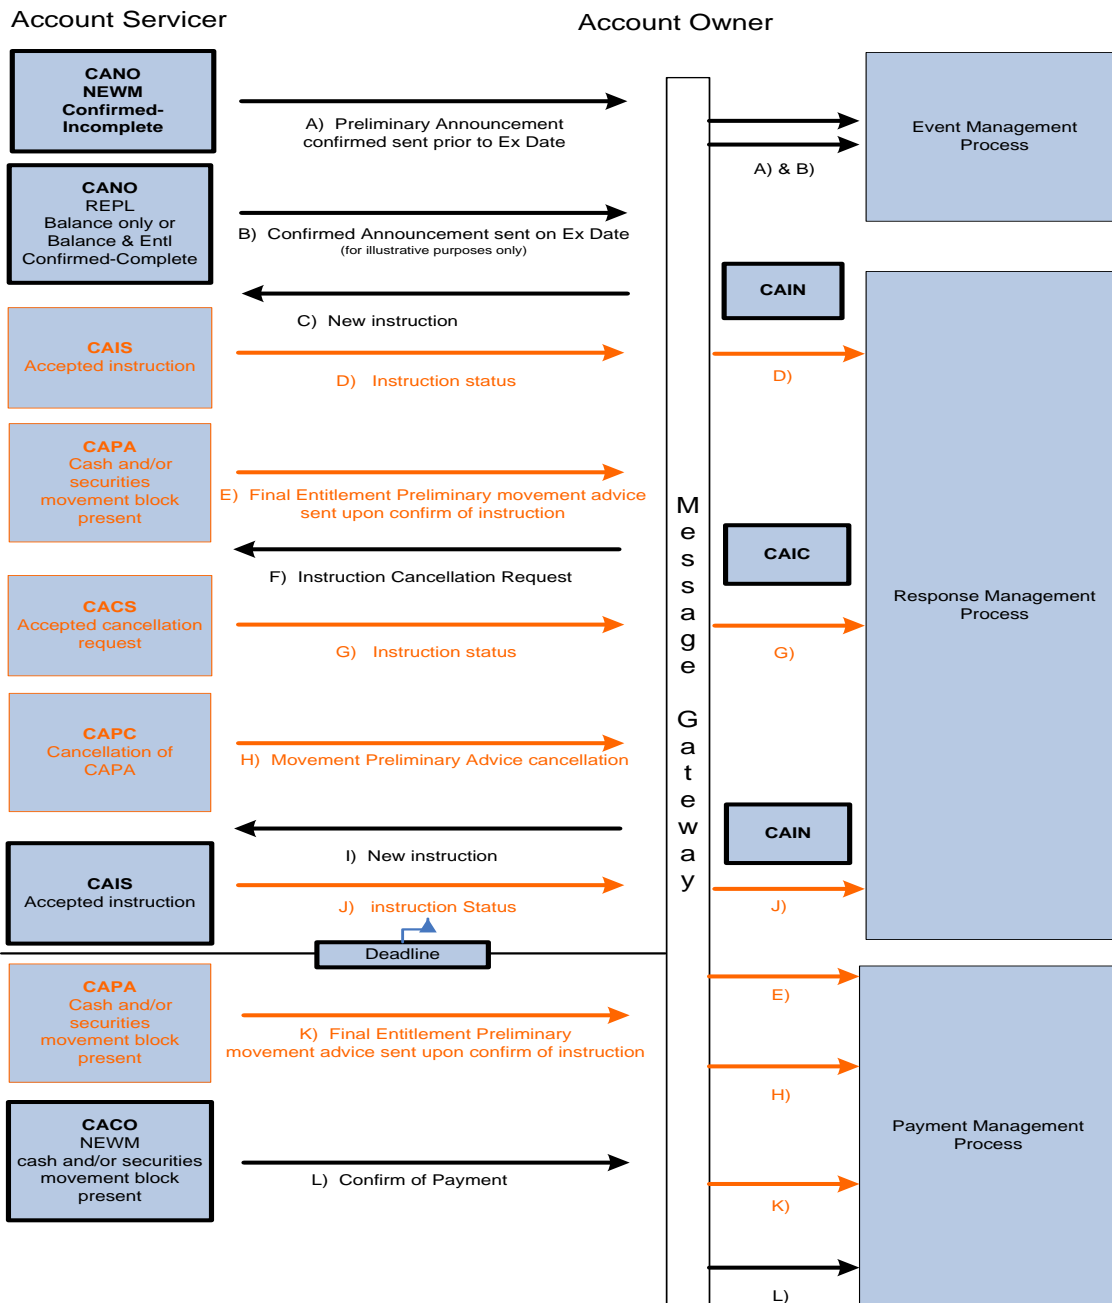 Account Servicer
Account Owner
CANO
NEWM
Confirmed-
Incomplete
A) Preliminary Announcement
confirmed sent prior to Ex Date
A) & B)
Event Management
Process
CANO
REPL
Balance only or
Balance & Entl
Confirmed-Complete
B) Confirmed Announcement sent on Ex Date
(for illustrative purposes only)
CAIN
C) New instruction
CAIS
Accepted instruction
D) Instruction status
D)
CAPA
Cash and/or
securities
movement block
present
E) Final Entitlement Preliminary movement advice
sent upon confirm of instruction
Message Gateway
CAIC
F) Instruction Cancellation Request
Response Management
Process
CACS
Accepted cancellation
request
G) Instruction status
G)
CAPC
Cancellation of
CAPA
H) Movement Preliminary Advice cancellation
CAIN
I) New instruction
CAIS
Accepted instruction
J) instruction Status
J)
Deadline
CAPA
Cash and/or
securities
movement block
present
K) Final Entitlement Preliminary
movement advice sent upon confirm of instruction
E)
H)
CACO
NEWM
cash and/or securities
movement block
present
L) Confirm of Payment
Payment Management
Process
K)
L)